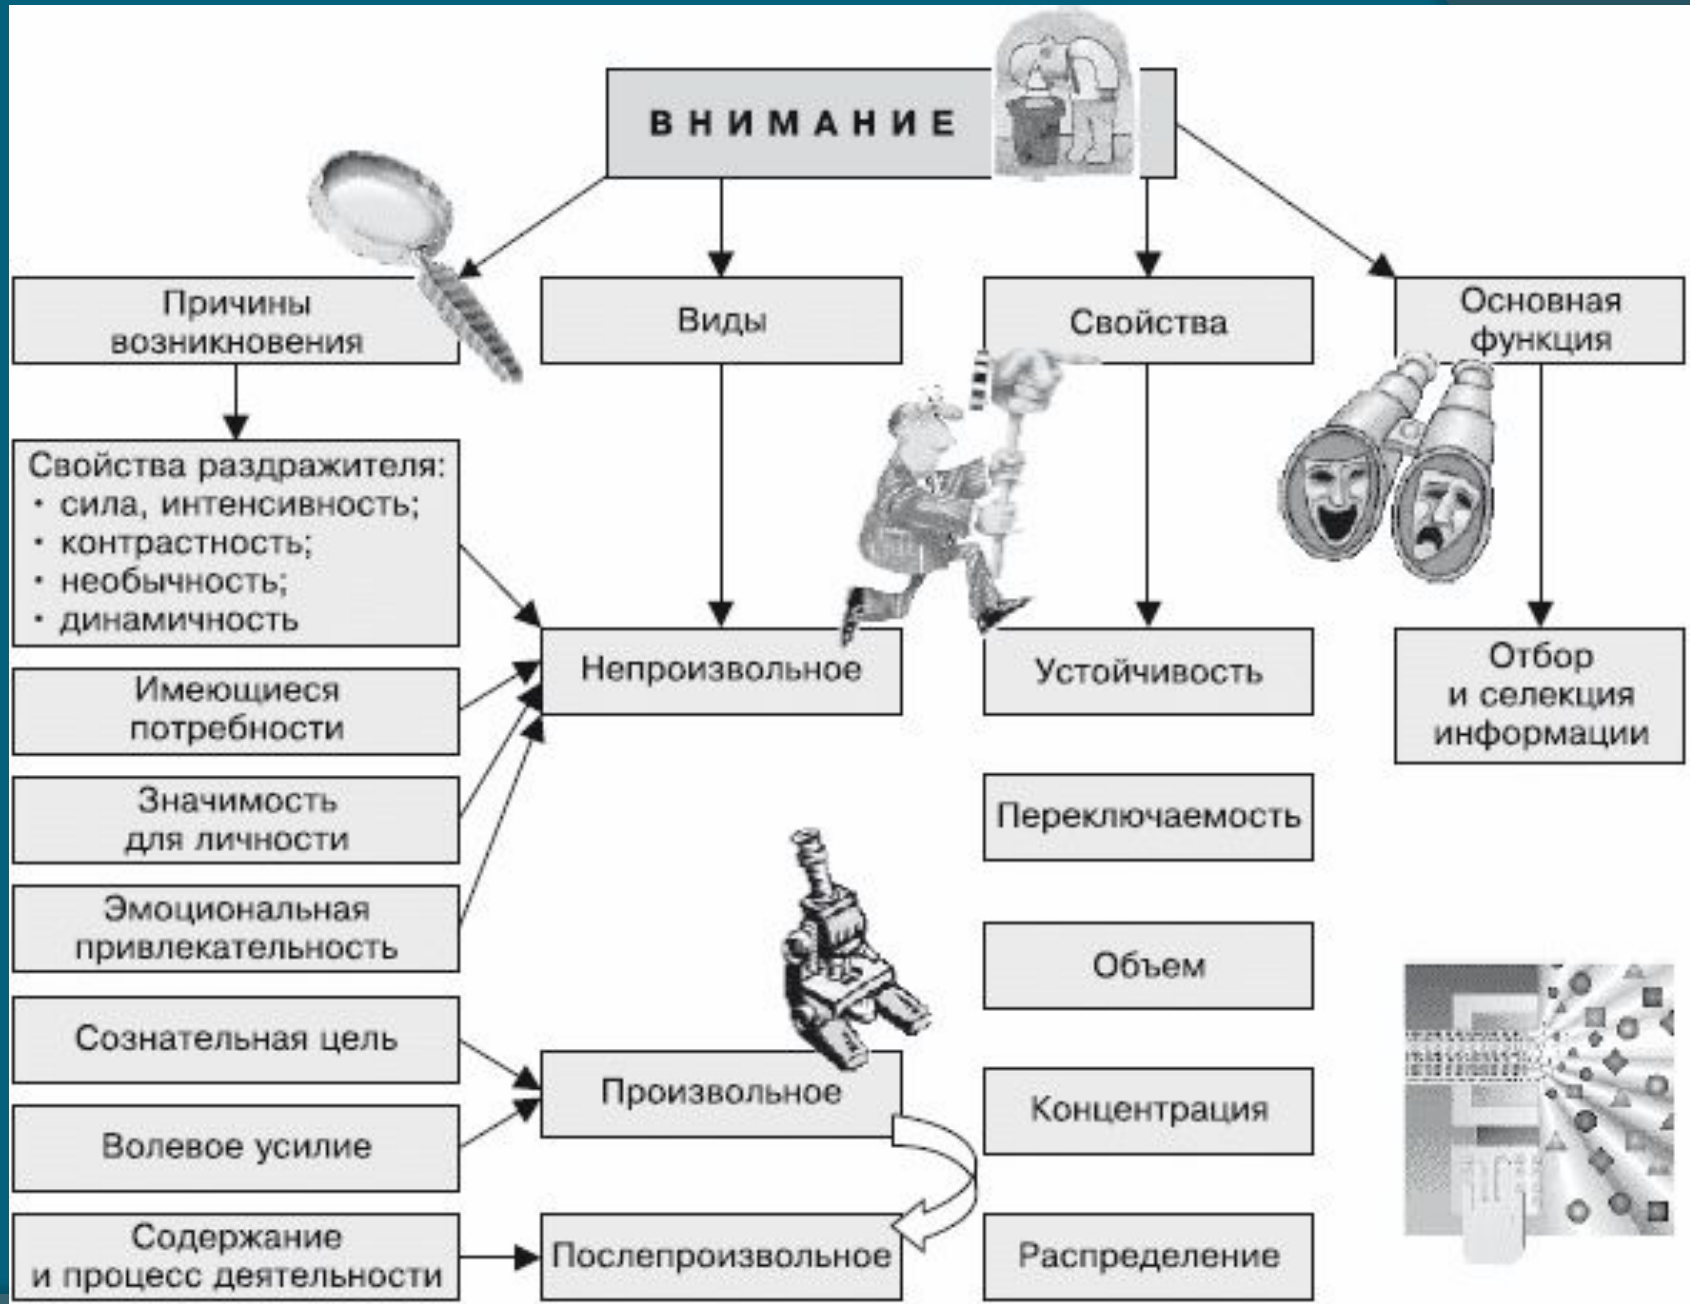 ВНИМАНИЕ
Причины
возникновения
Виды
Свойства
Основная
функция
Свойства раздражителя:
• сила, интенсивность;
• контрастность;
• необычность;
• динамичность
Имеющиеся
потребности
Значимость
для личности
Эмоциональная
привлекательность
Сознательная цель
Волевое усилие
Содержание
и процесс деятельности
Непроизвольное
Произвольное
Послепроизвольное
Устойчивость
Переключаемость
Объем
Концентрация
Распределение
Отбор
и селекция
информации